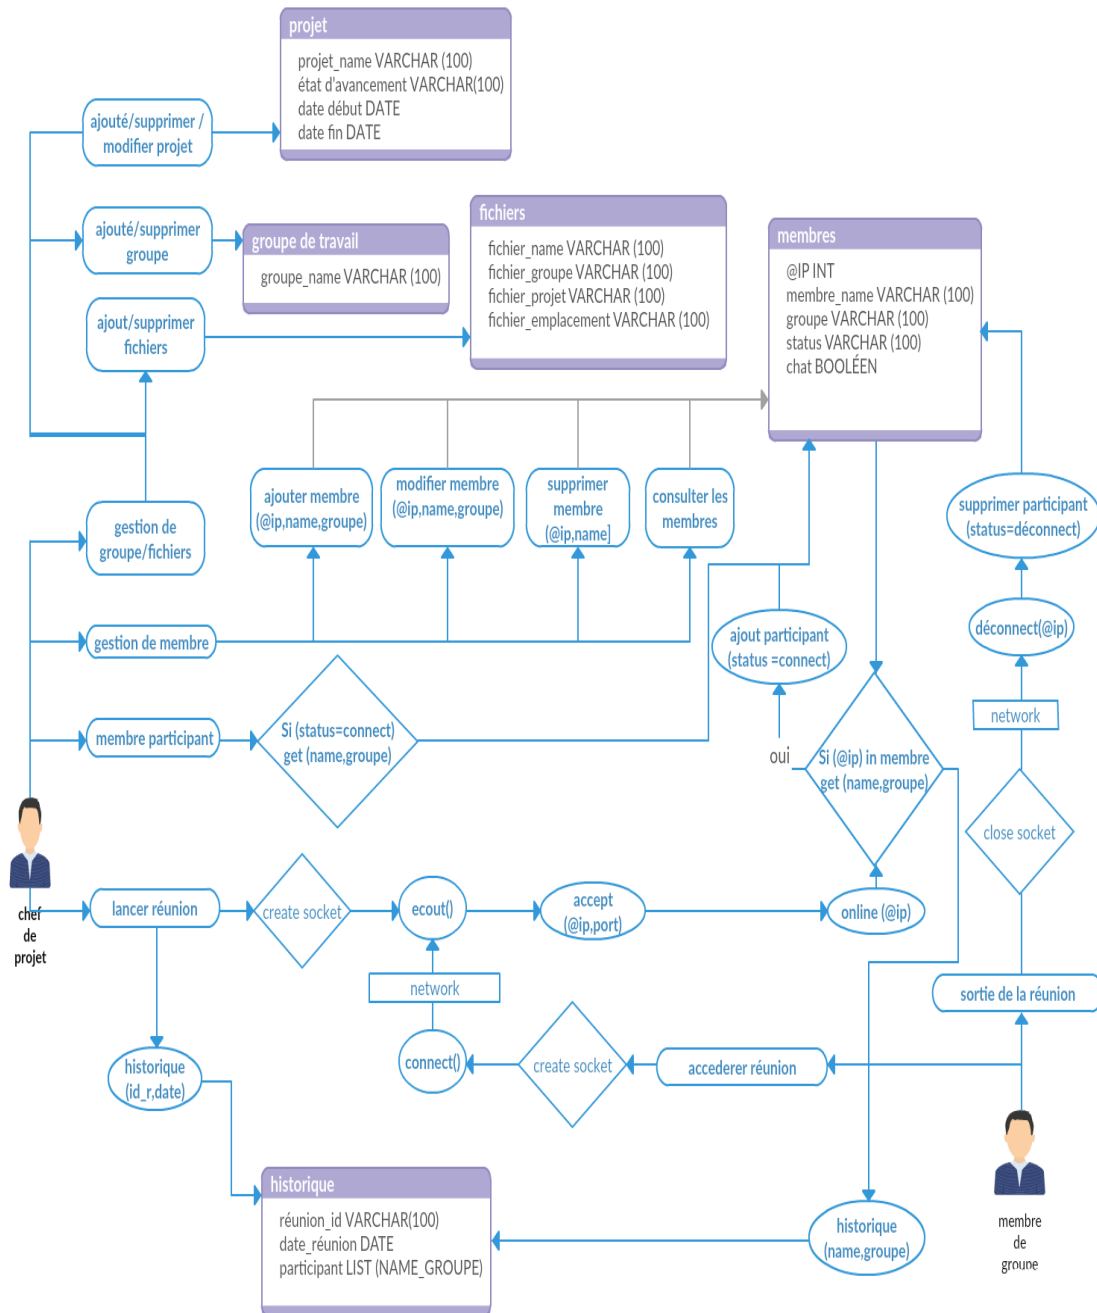 projet
projet_name VARCHAR (100)
état d'avancement VARCHAR(100)
date début DATE
date fin DATE
ajouté/supprimer /
modifier projet
ajouté/supprimer
groupe
groupe de travail
groupe_name VARCHAR (100)
fichiers
fichier_name VARCHAR (100)
fichier_groupe VARCHAR (100)
fichier_projet VARCHAR (100)
fichier_emplacement VARCHAR (100)
membres
@IP INT
membre_name VARCHAR (100)
groupe VARCHAR (100)
status VARCHAR (100)
chat BOOLÉEN
ajout/supprimer
fichiers
ajouter membre
(@ip,name,groupe)
modifier membre
(@ip,name,groupe)
supprimer
membre
(@ip,name]
consulter les
membres
supprimer participant
(status=déconnect)
gestion de
groupe/fichiers
gestion de membre
ajout participant
(status =connect)
déconnect(@ip)
membre participant
Si (status=connect)
get (name,groupe)
oui
Si (@ip) in membre
get (name,groupe)
network
close socket
chef
de
projet
lancer réunion
create socket
ecout()
accept
(@ip,port)
online (@ip)
network
sortie de la réunion
historique
(id_r,date)
connect()
create socket
accederer réunion
historique
réunion_id VARCHAR(100)
date_réunion DATE
participant LIST (NAME_GROUPE)
historique
(name,groupe)
membre
de
groupe